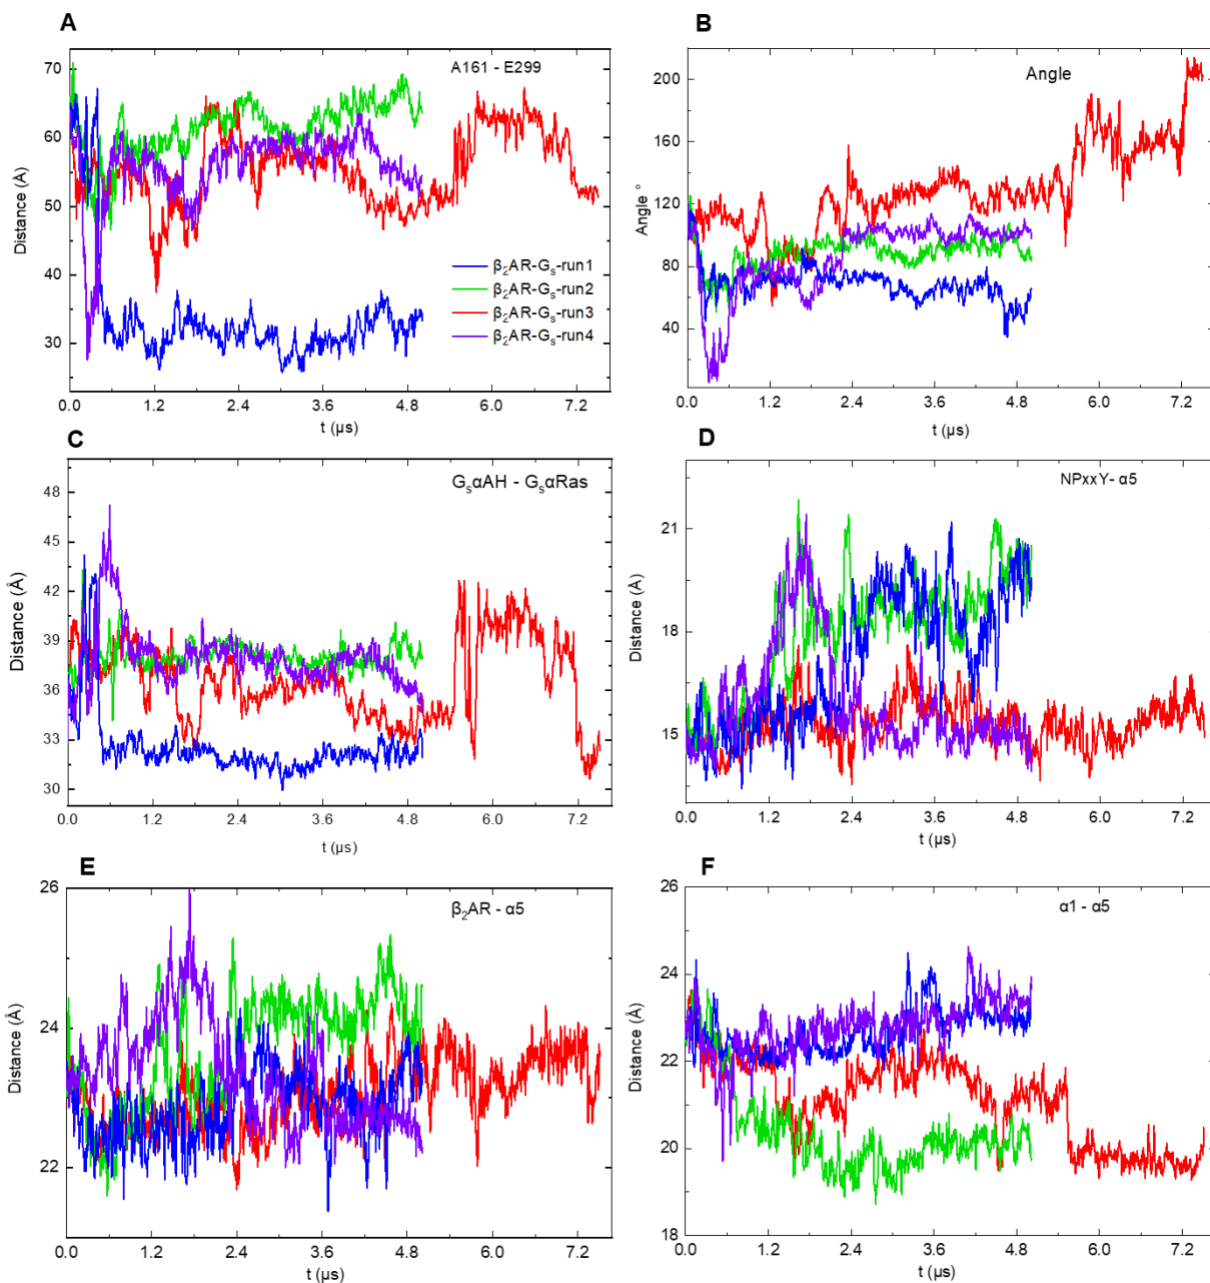 A
B
A161 - E299
Angle
Distance (Å)
70
60
50
40
30
β₂AR-Gₛ-run1
β₂AR-Gₛ-run2
β₂AR-Gₛ-run3
β₂AR-Gₛ-run4
0.0 1.2 2.4 3.6 4.8 6.0 7.2
t (µs)
Angle °
200
160
120
80
40
0.0 1.2 2.4 3.6 4.8 6.0 7.2
t (µs)
C
D
GₛαAH - GₛαRas
NPxxY- α5
Distance (Å)
48
45
42
39
36
33
30
0.0 1.2 2.4 3.6 4.8 6.0 7.2
t (µs)
Distance (Å)
21
18
15
0.0 1.2 2.4 3.6 4.8 6.0 7.2
t (µs)
E
F
β₂AR - α5
α1 - α5
Distance (Å)
26
24
22
0.0 1.2 2.4 3.6 4.8 6.0 7.2
t (µs)
Distance (Å)
26
24
22
20
18
0.0 1.2 2.4 3.6 4.8 6.0 7.2
t (µs)